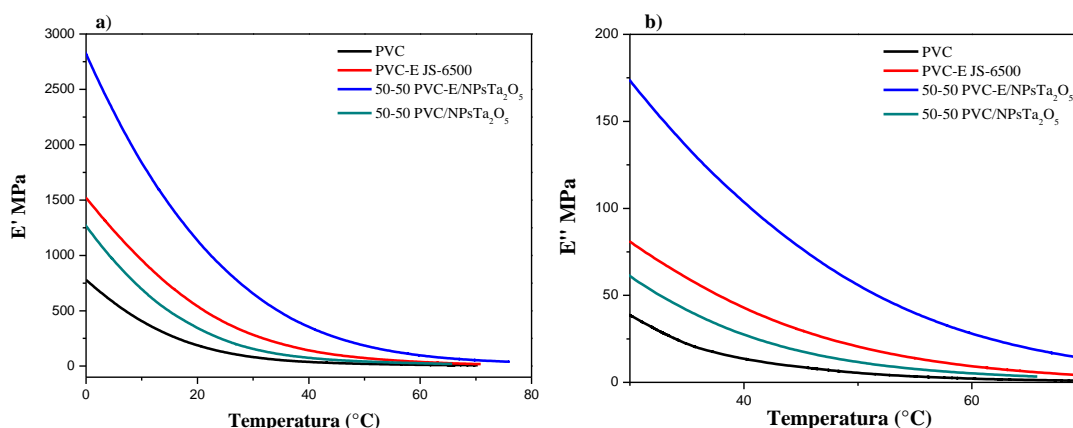 a)
3000
2500
2000
1500
1000
500
0
E' MPa
0 20 40 60 80
Temperatura (°C)
PVC
PVC-E JS-6500
50-50 PVC-E/NPsTa₂O₅
50-50 PVC/NPsTa₂O₅
b)
200
150
100
50
0
E'' MPa
40 60
Temperatura (°C)
PVC
PVC-E JS-6500
50-50 PVC-E/NPsTa₂O₅
50-50 PVC/NPsTa₂O₅